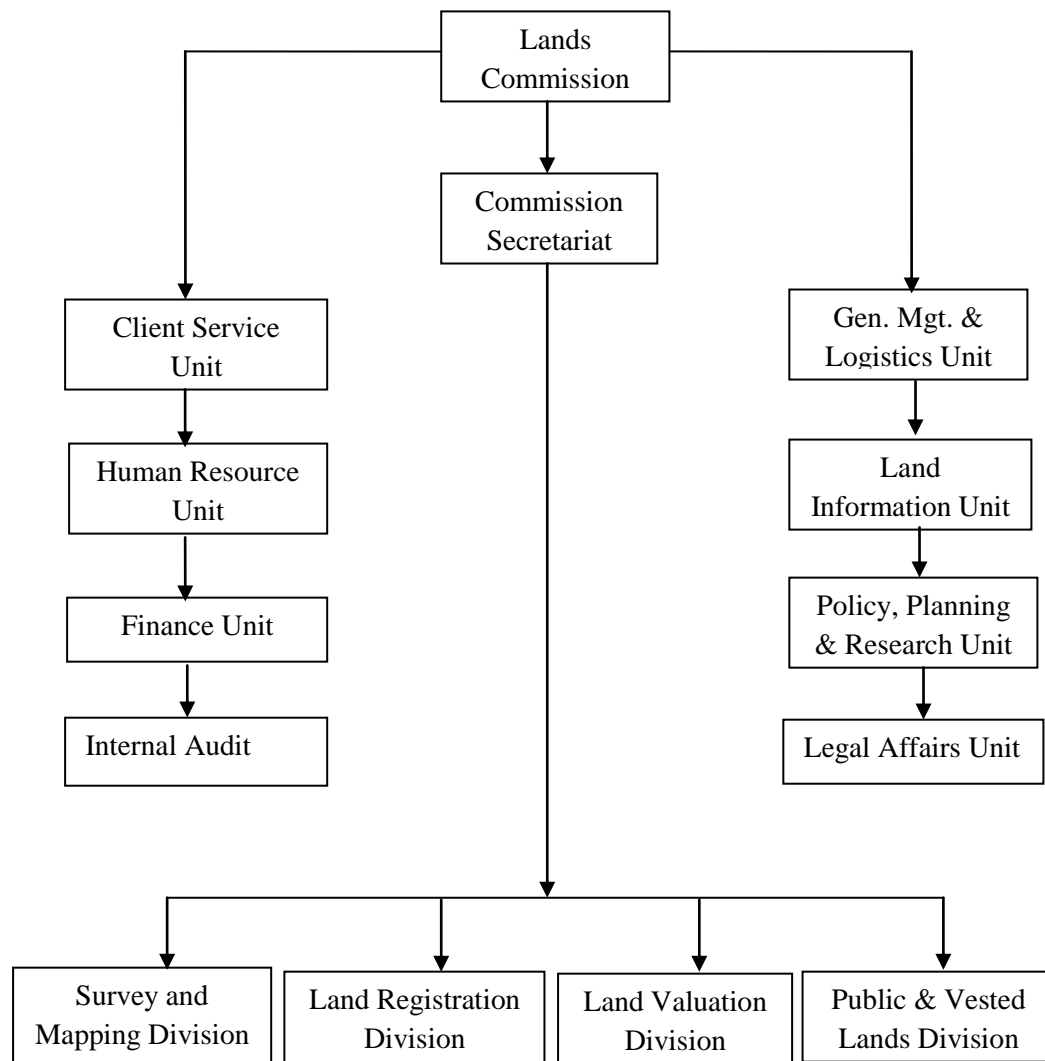 Lands
Commission
Commission
Secretariat
Client Service
Unit
Human Resource
Unit
Finance Unit
Internal Audit
Gen. Mgt. &
Logistics Unit
Land
Information Unit
Policy, Planning
& Research Unit
Legal Affairs Unit
Survey and
Mapping Division
Land Registration
Division
Land Valuation
Division
Public & Vested
Lands Division